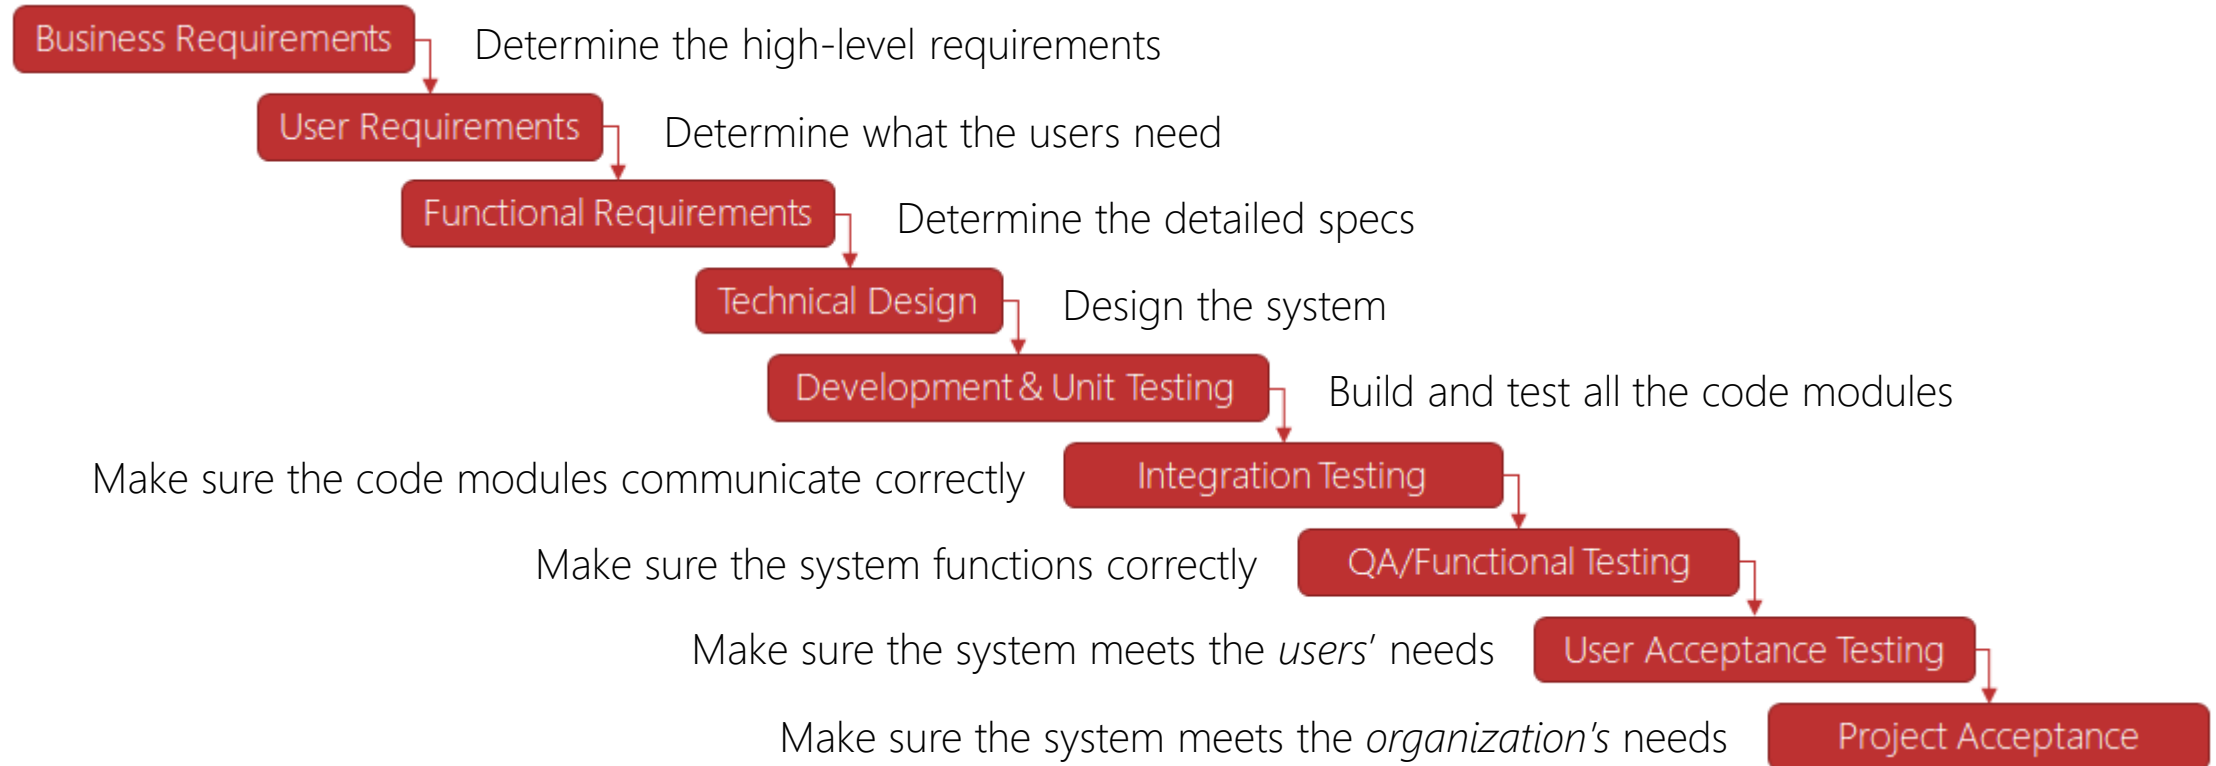 Business Requirements
Determine the high-level requirements
User Requirements
Determine what the users need
Functional Requirements
Determine the detailed specs
Technical Design
Design the system
Development & Unit Testing
Build and test all the code modules
Make sure the code modules communicate correctly
Integration Testing
Make sure the system functions correctly
QA/Functional Testing
Make sure the system meets the users’ needs
User Acceptance Testing
Make sure the system meets the organization’s needs
Project Acceptance